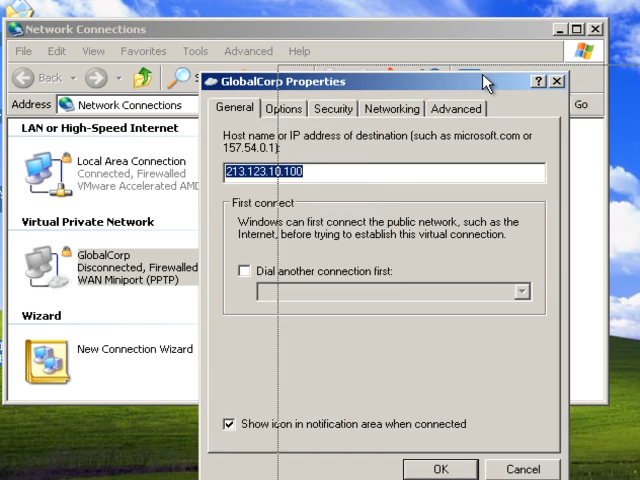 Network Connections
File Edit View Favorites Tools Advanced Help
Back
Address Network Connections Go
LAN or High-Speed Internet
Local Area Connection
Connected, Firewalled
VMware Accelerated AMD
Virtual Private Network
GlobalCorp
Disconnected, Firewalled
WAN Miniport (PPTP)
Wizard
New Connection Wizard
GlobalCorp Properties
General Options Security Networking Advanced
Host name or IP address of destination (such as microsoft.com or
157.54.0.1):
213.123.10.100
First connect
Windows can first connect the public network, such as the
Internet, before trying to establish this virtual connection.
Dial another connection first:
Show icon in notification area when connected
OK Cancel